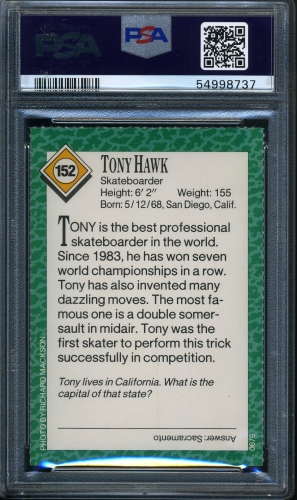 PSA
PSA
54998737
152
TONY HAWK
Skateboarder
Height: 6' 2" Weight: 155
Born: 5/12/68, San Diego, Calif.
TONY is the best professional
skateboarder in the world.
Since 1983, he has won seven
world championships in a row.
Tony has also invented many
dazzling moves. The most fa-
mous one is a double somer-
sault in midair. Tony was the
first skater to perform this trick
successfully in competition.
Tony lives in California. What is the
capital of that state?
Answer: Sacramento
PHOTO BY RICHARD MACKSON
5/90